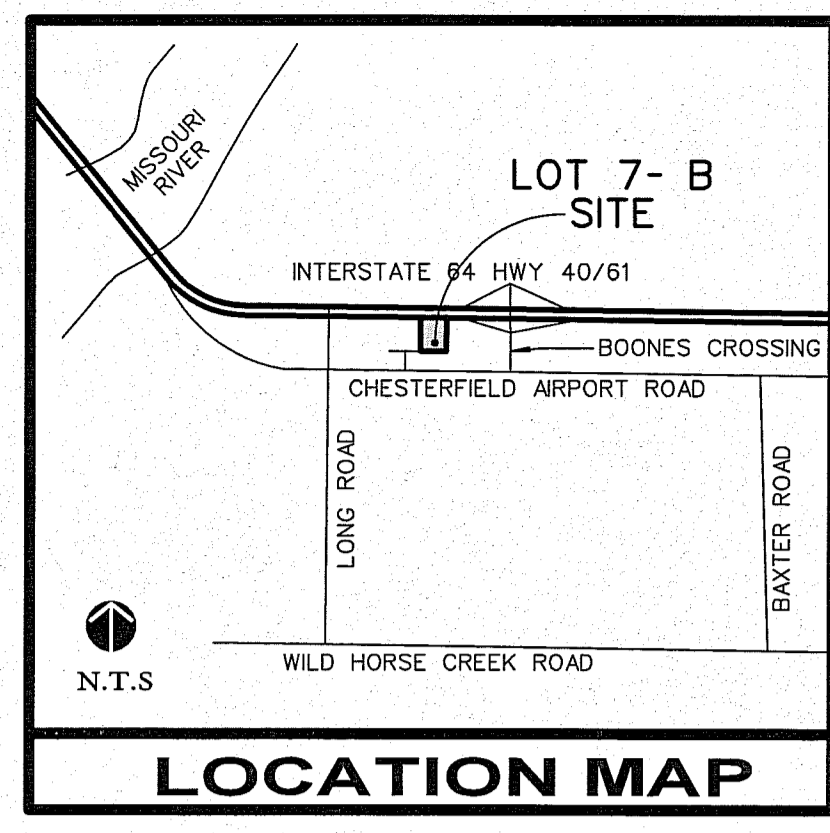 MISSOURI
RIVER
LOT 7- B
SITE
INTERSTATE 64 HWY 40/61
BOONES CROSSING
CHESTERFIELD AIRPORT ROAD
LONG ROAD
BAXTER ROAD
WILD HORSE CREEK ROAD
N.T.S
LOCATION MAP